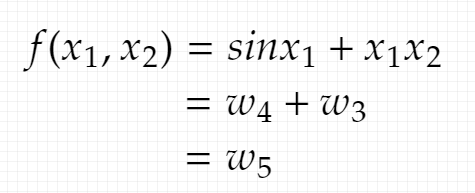 f(x₁, x₂) = sinx₁ + x₁x₂
= w₄ + w₃
= w₅